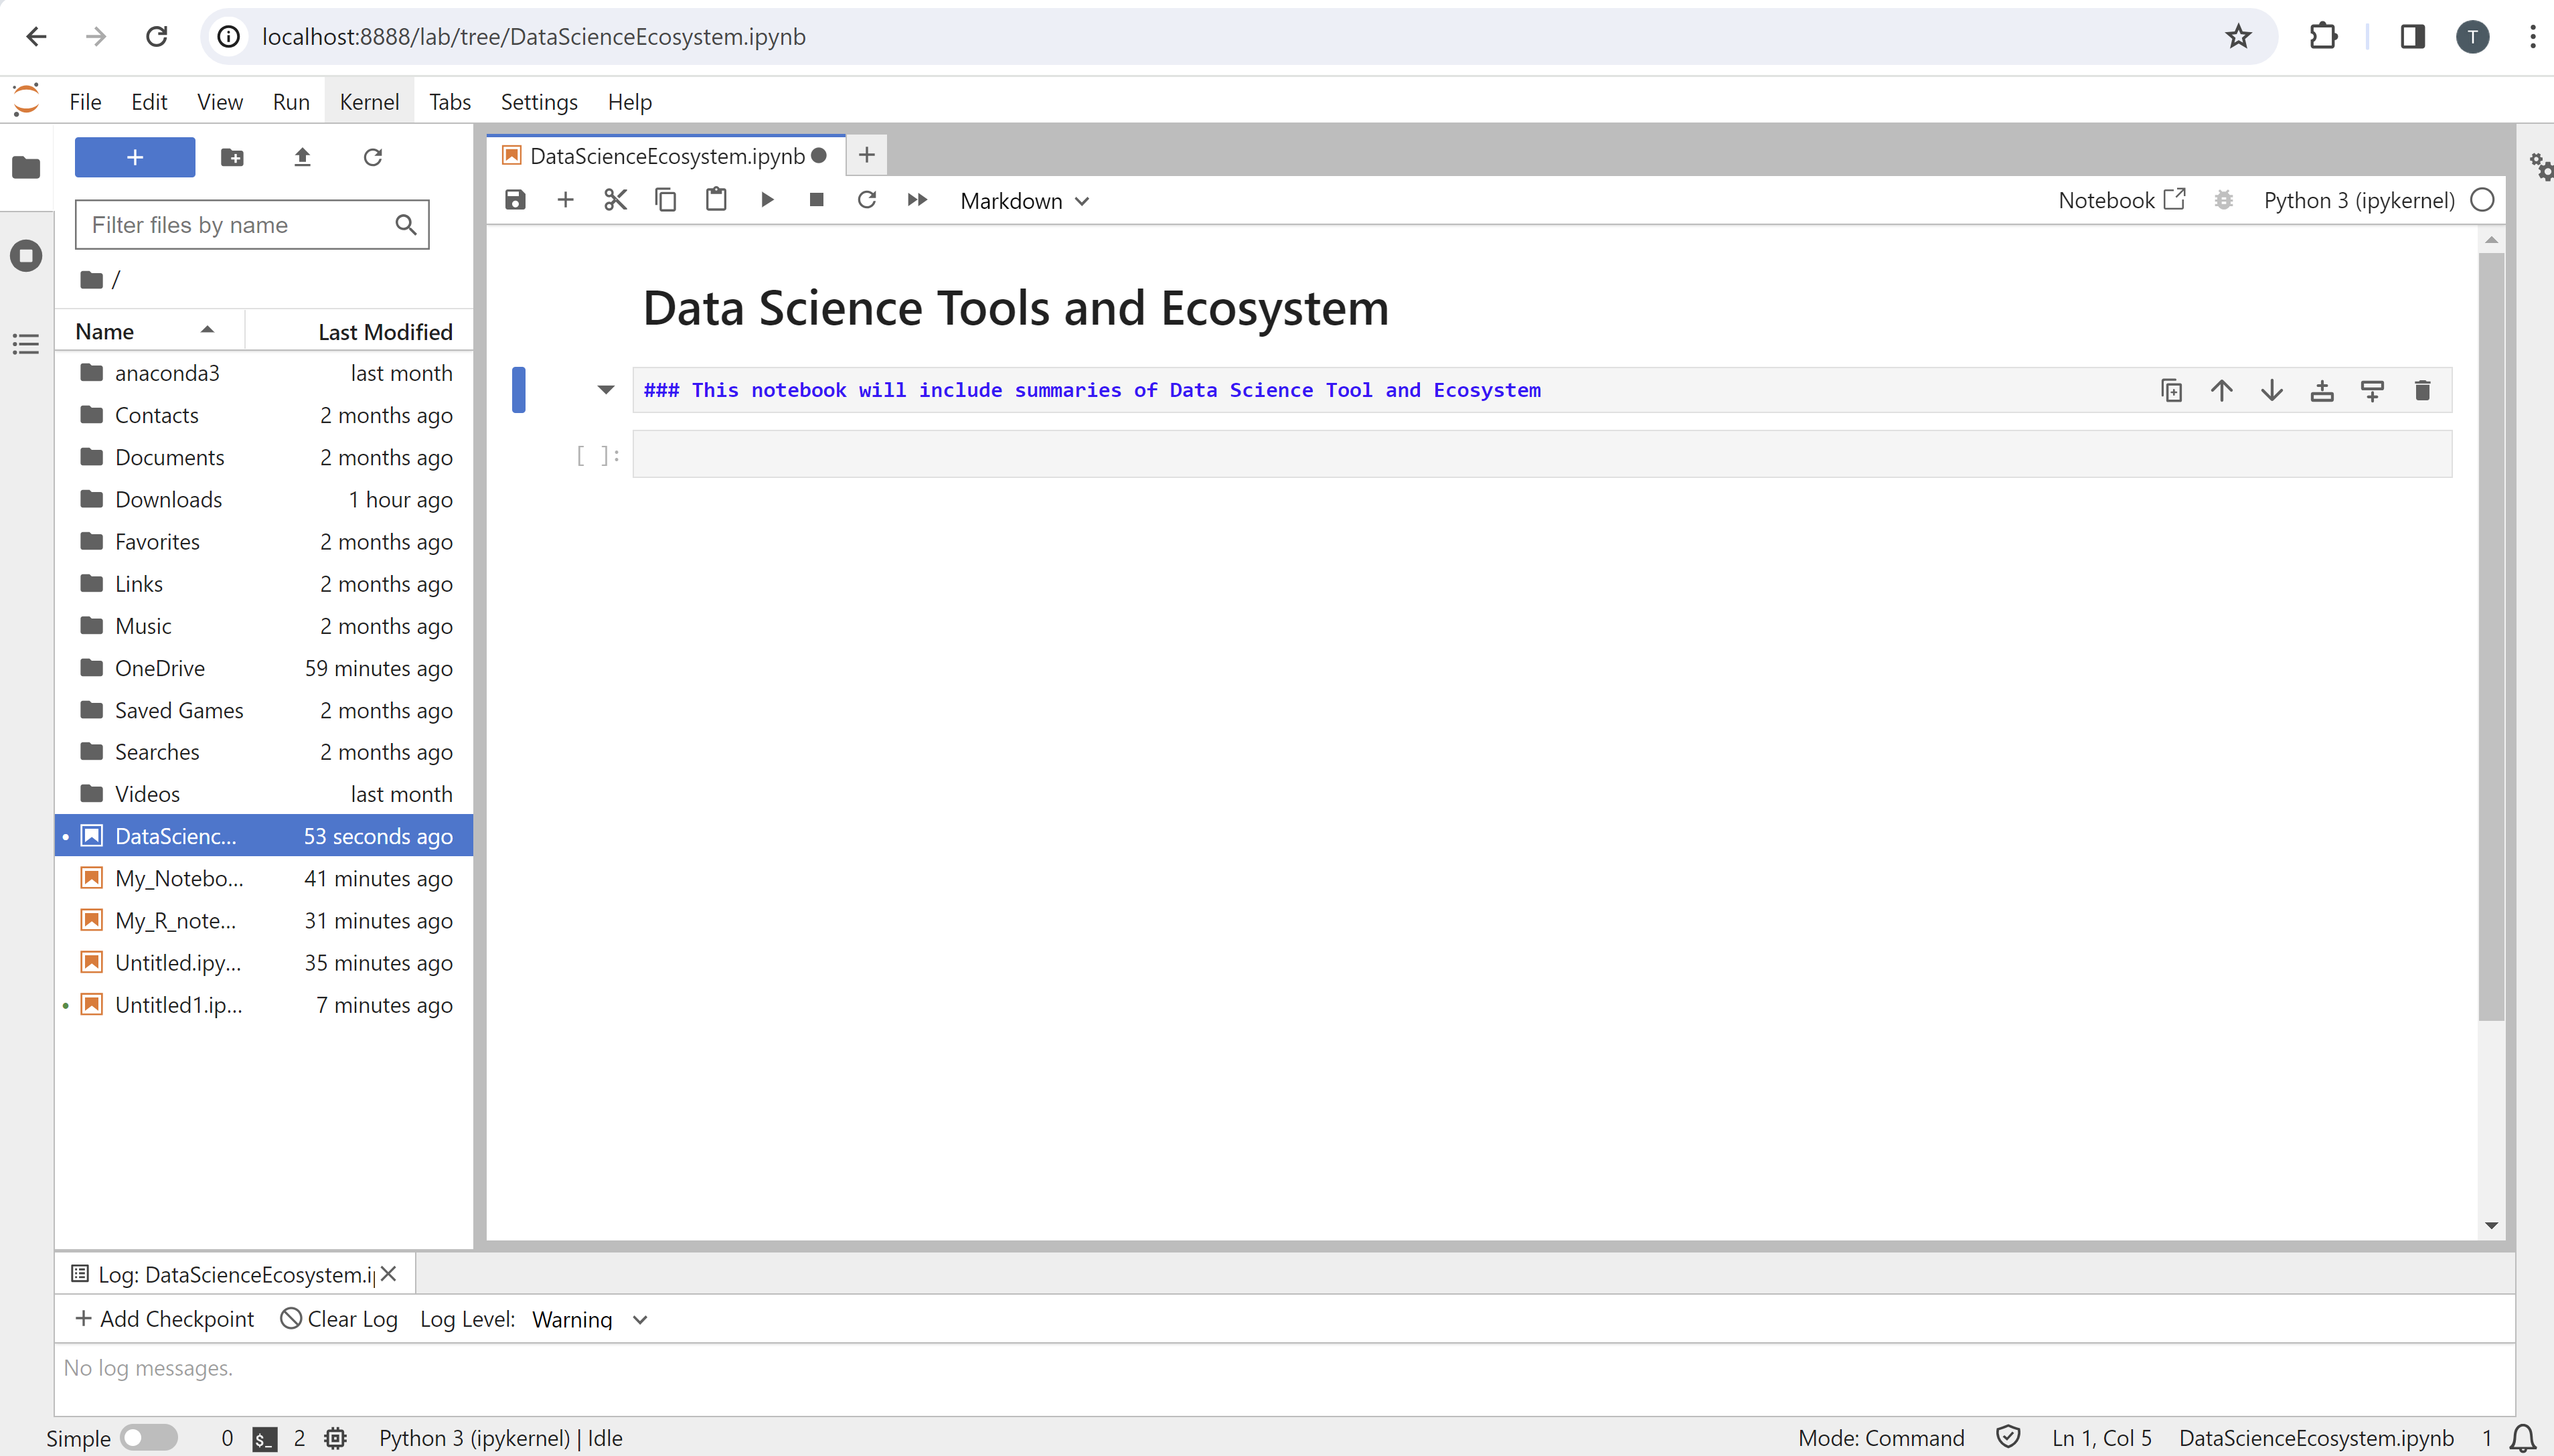 localhost:8888/lab/tree/DataScienceEcosystem.ipynb
T
File Edit View Run Kernel Tabs Settings Help
+
DataScienceEcosystem.ipynb
Markdown
Notebook
Python 3 (ipykernel)
Filter files by name
/
Name Last Modified
anaconda3 last month
Contacts 2 months ago
Documents 2 months ago
Downloads 1 hour ago
Favorites 2 months ago
Links 2 months ago
Music 2 months ago
OneDrive 59 minutes ago
Saved Games 2 months ago
Searches 2 months ago
Videos last month
DataScienc... 53 seconds ago
My_Notebo... 41 minutes ago
My_R_note... 31 minutes ago
Untitled.ipy... 35 minutes ago
Untitled1.ip... 7 minutes ago
Data Science Tools and Ecosystem
### This notebook will include summaries of Data Science Tool and Ecosystem
[ ]:
Log: DataScienceEcosystem.i
+ Add Checkpoint Clear Log Log Level: Warning
No log messages.
Simple 0 $_ 2 Python 3 (ipykernel) | Idle Mode: Command Ln 1, Col 5 DataScienceEcosystem.ipynb 1